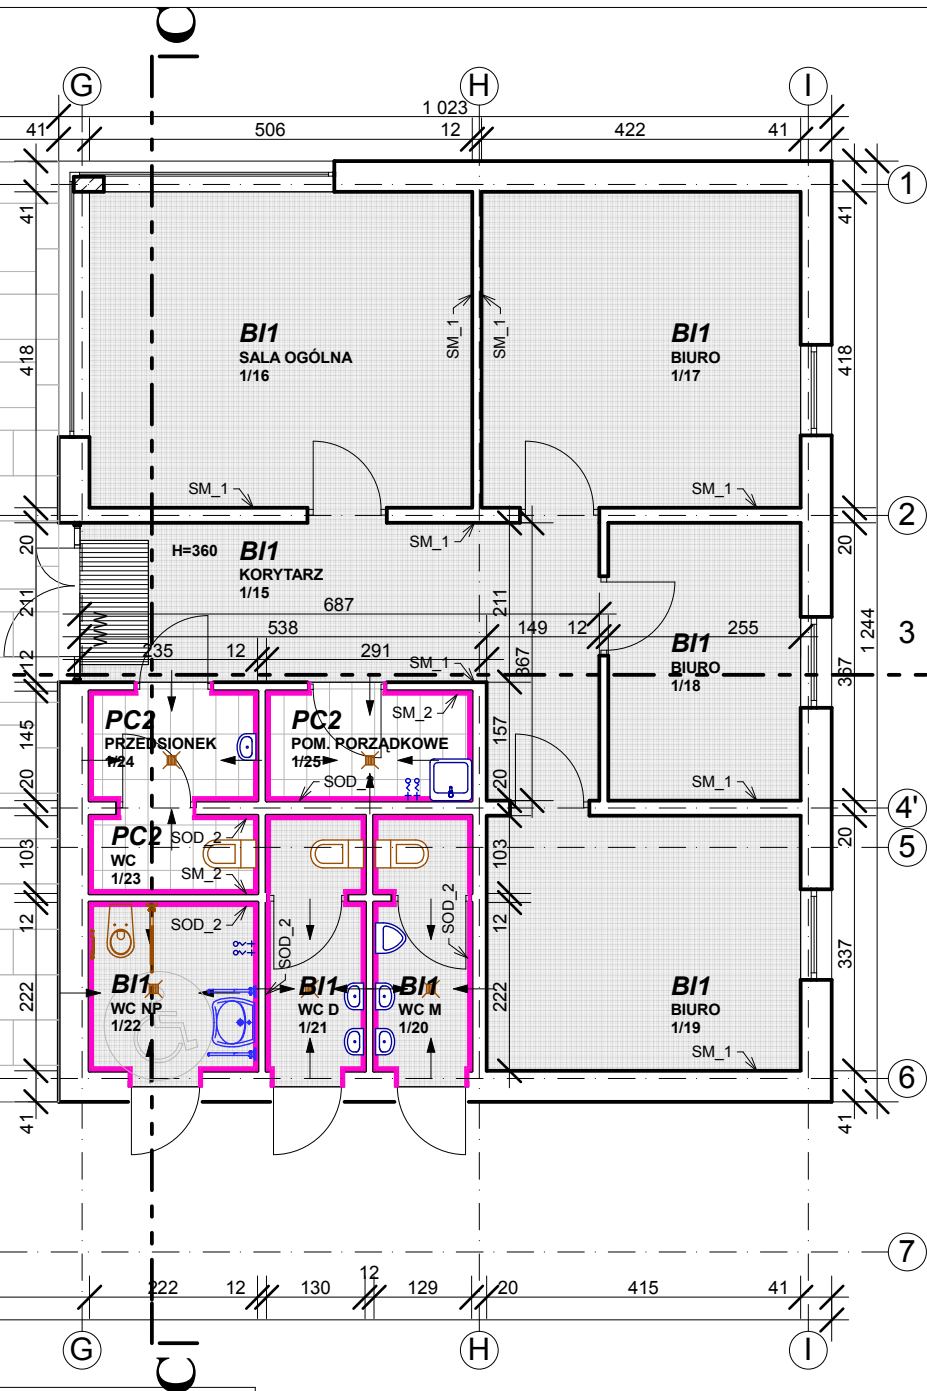 C
G
H
I
1 023
41
506
12
422
41
1
41
41
41
SM_1
SM_1
BI1
SALA OGÓLNA
1/16
BI1
BIURO
1/17
418
418
SM_1
SM_1
2
20
H=360
BI1
KORYTARZ
1/15
SM_1
20
211
687
211
538
149
12
255
1 244
3
12
235
12
291
SM_1
367
BI1
BIURO
1/18
367
PC2
PRZEDSIONEK
1/24
PC2
POM. PORZĄDKOWE
1/25
SM_2
145
157
20
SOD_2
20
SM_1
4'
PC2
WC
1/23
SOD_2
SM_2
103
103
20
5
12
SOD_2
SOD_2
SOD_2
12
BI1
WC NP
1/22
BI1
WC D
1/21
BI1
WC M
1/20
222
222
BI1
BIURO
1/19
337
SM_1
6
41
41
7
222
12
130
12
129
20
415
41
G
H
I
C